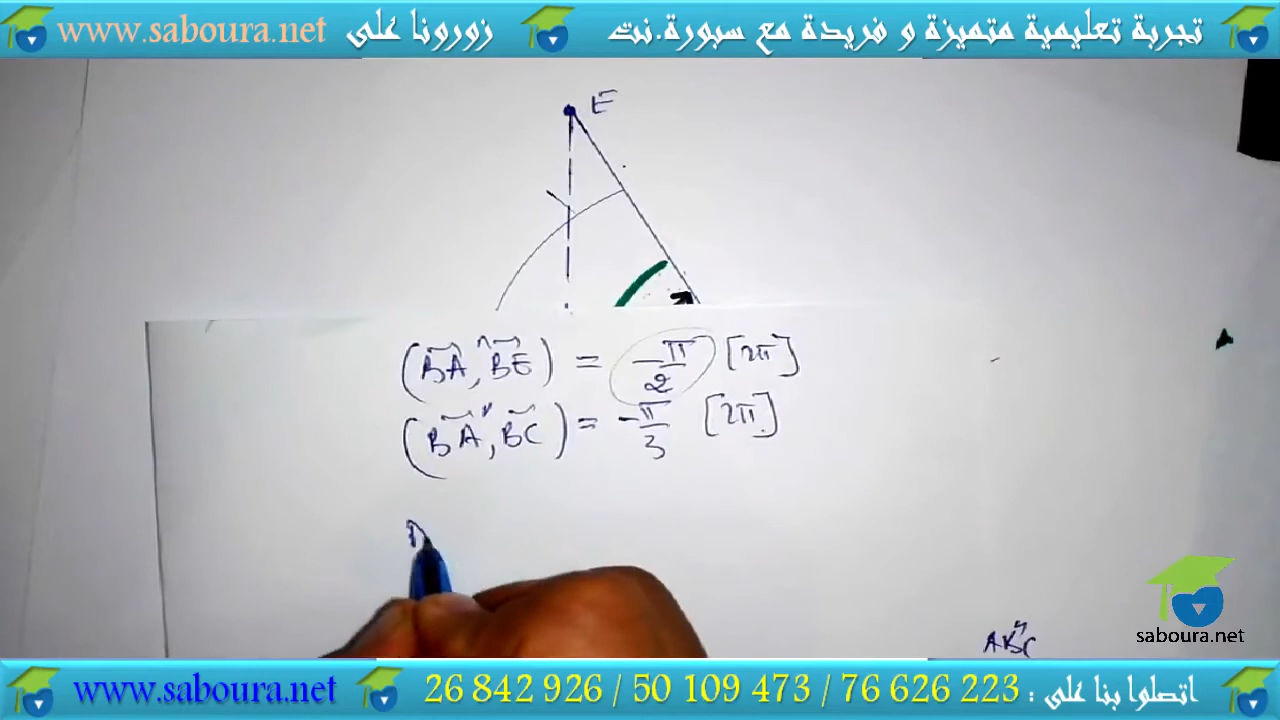 تجربة تعليمية متميزة و فريدة مع سبورة.نت زورونا على www.saboura.net
E
(BA, BE) = -π/2 [2π]
(BA, BC) = -π/3 [2π]
ABC
saboura.net
اتصلوا بنا على : 26 842 926 / 50 109 473 / 76 626 223 www.saboura.net